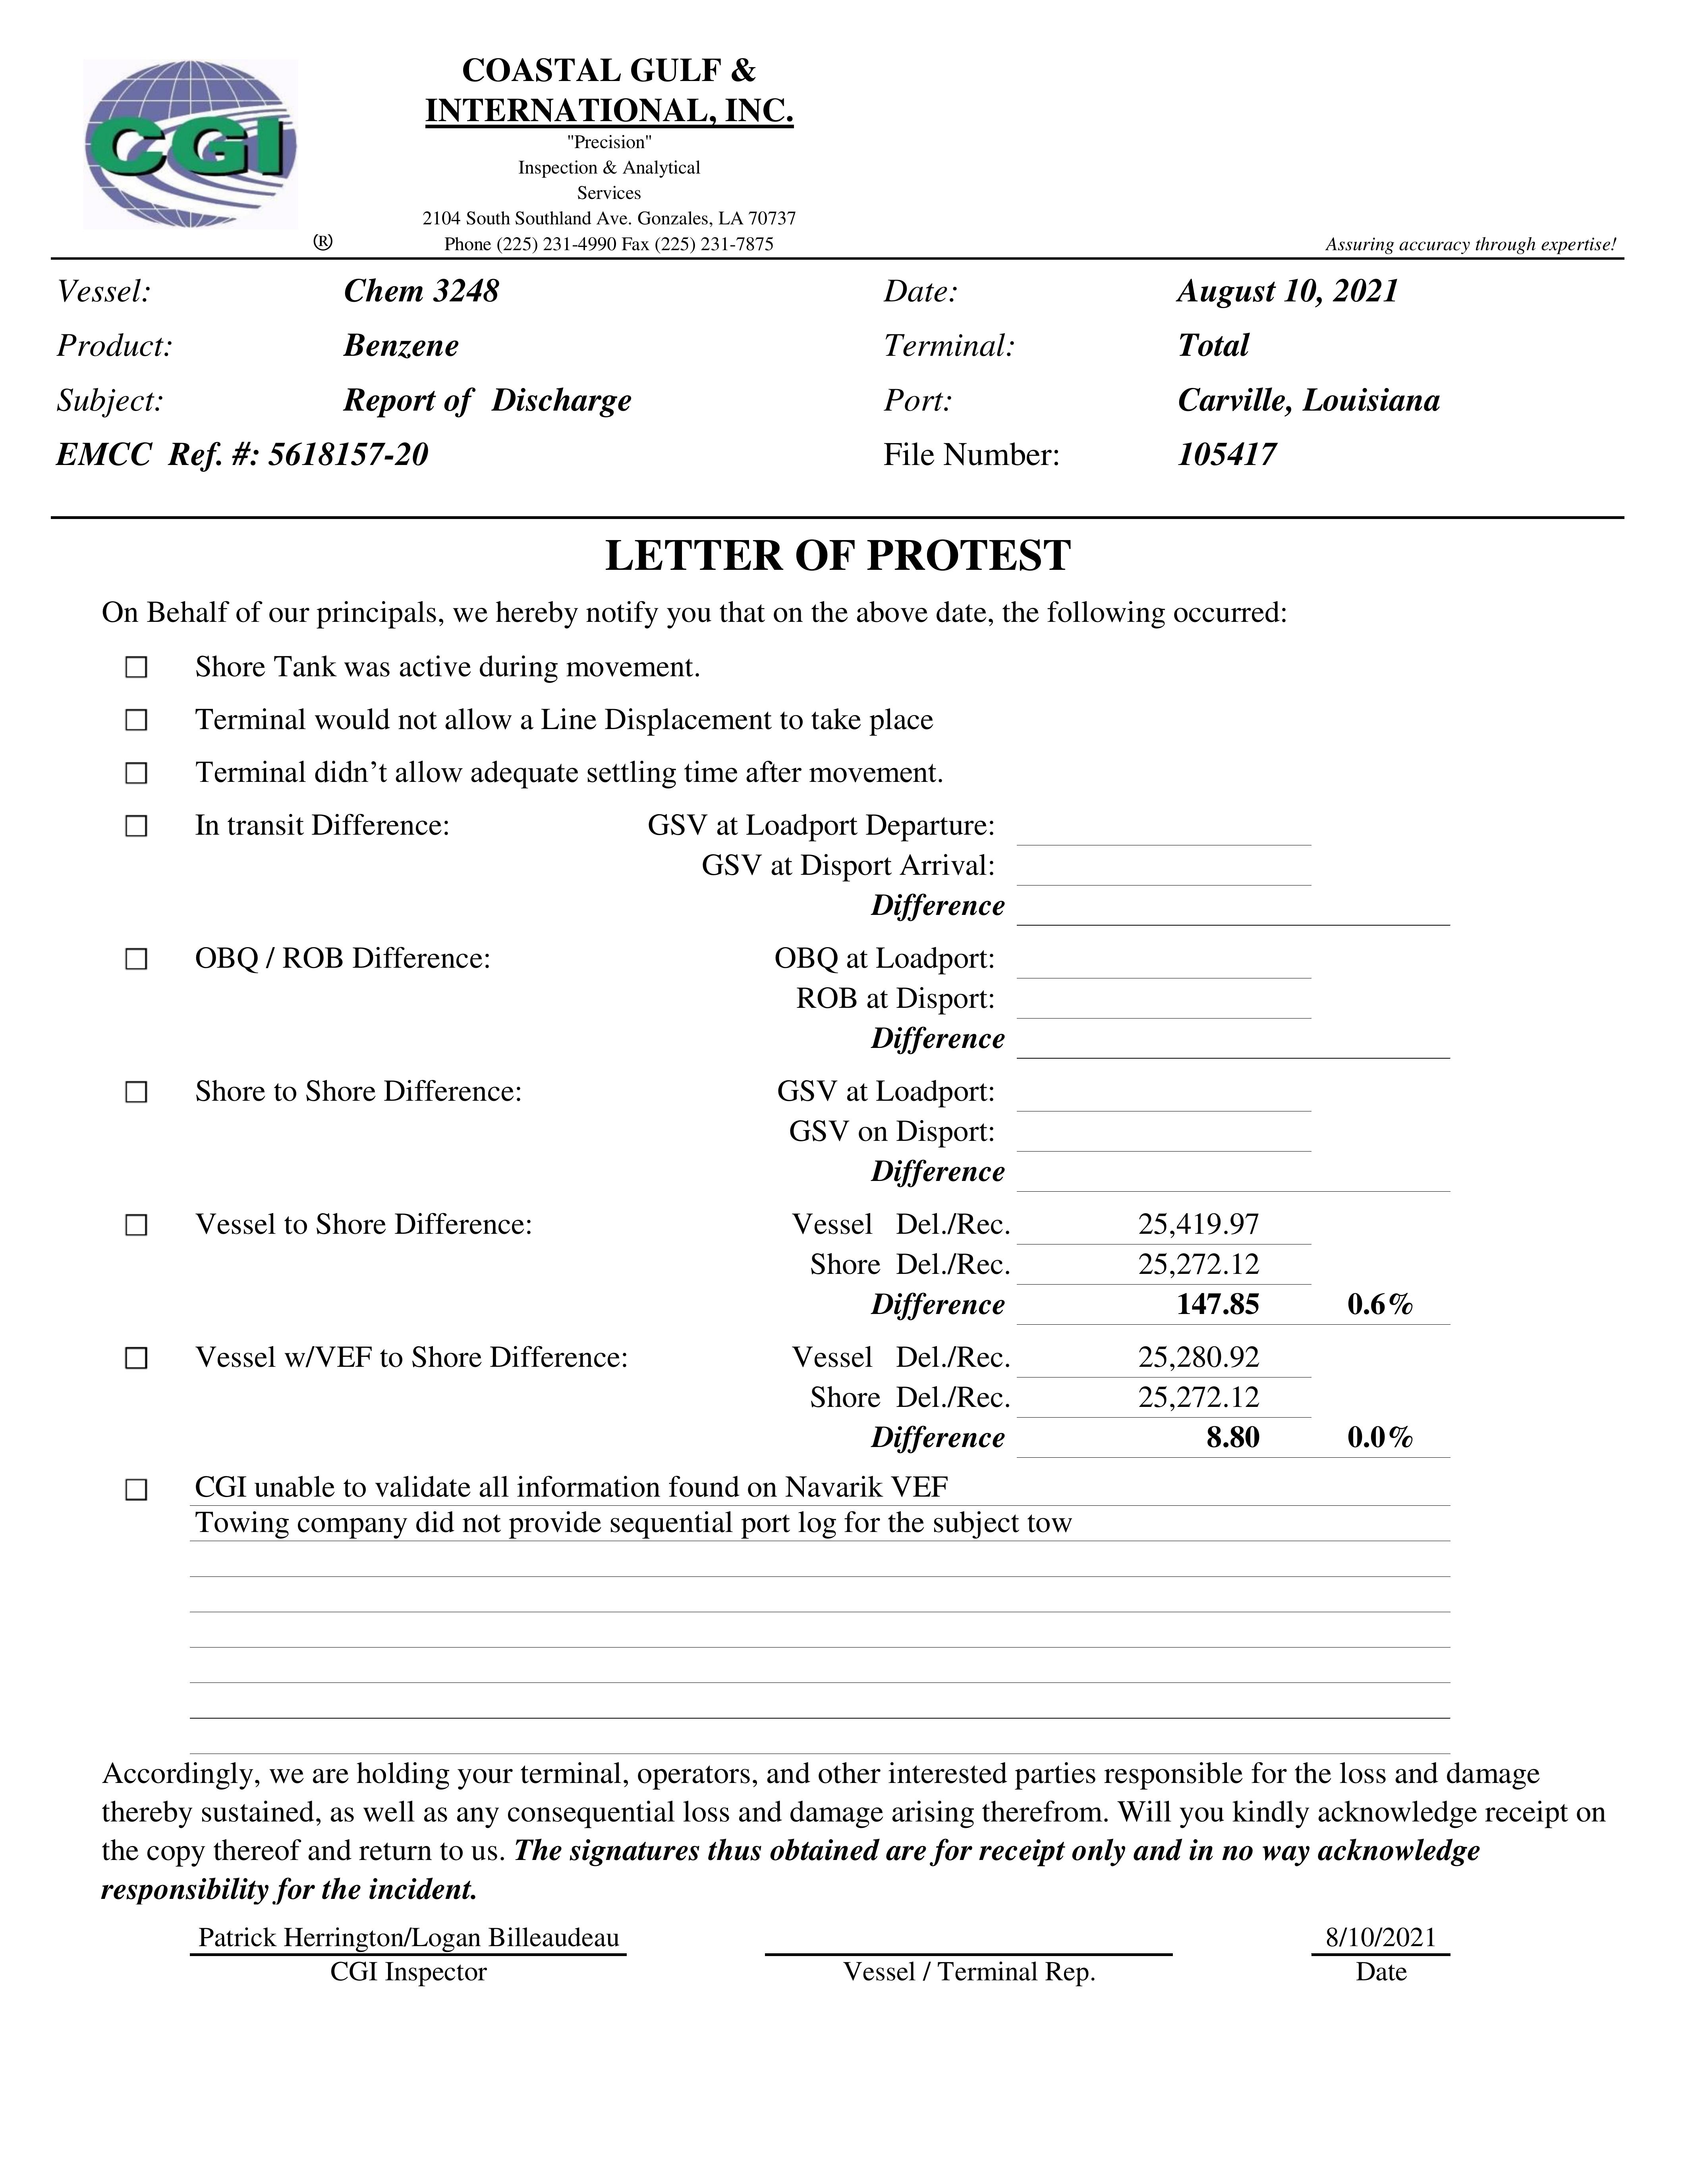 CGI
®
COASTAL GULF &
INTERNATIONAL, INC.
"Precision"
Inspection & Analytical
Services
2104 South Southland Ave. Gonzales, LA 70737
Phone (225) 231-4990 Fax (225) 231-7875
Assuring accuracy through expertise!
Vessel: Chem 3248 Date: August 10, 2021
Product: Benzene Terminal: Total
Subject: Report of Discharge Port: Carville, Louisiana
EMCC Ref. #: 5618157-20 File Number: 105417
LETTER OF PROTEST
On Behalf of our principals, we hereby notify you that on the above date, the following occurred:
☐ Shore Tank was active during movement.
☐ Terminal would not allow a Line Displacement to take place
☐ Terminal didn’t allow adequate settling time after movement.
☐ In transit Difference: GSV at Loadport Departure:
GSV at Disport Arrival:
Difference
☐ OBQ / ROB Difference: OBQ at Loadport:
ROB at Disport:
Difference
☐ Shore to Shore Difference: GSV at Loadport:
GSV on Disport:
Difference
☐ Vessel to Shore Difference: Vessel Del./Rec. 25,419.97
Shore Del./Rec. 25,272.12
Difference 147.85 0.6%
☐ Vessel w/VEF to Shore Difference: Vessel Del./Rec. 25,280.92
Shore Del./Rec. 25,272.12
Difference 8.80 0.0%
☐ CGI unable to validate all information found on Navarik VEF
Towing company did not provide sequential port log for the subject tow
Accordingly, we are holding your terminal, operators, and other interested parties responsible for the loss and damage
thereby sustained, as well as any consequential loss and damage arising therefrom. Will you kindly acknowledge receipt on
the copy thereof and return to us. The signatures thus obtained are for receipt only and in no way acknowledge
responsibility for the incident.
Patrick Herrington/Logan Billeaudeau 8/10/2021
CGI Inspector Vessel / Terminal Rep. Date